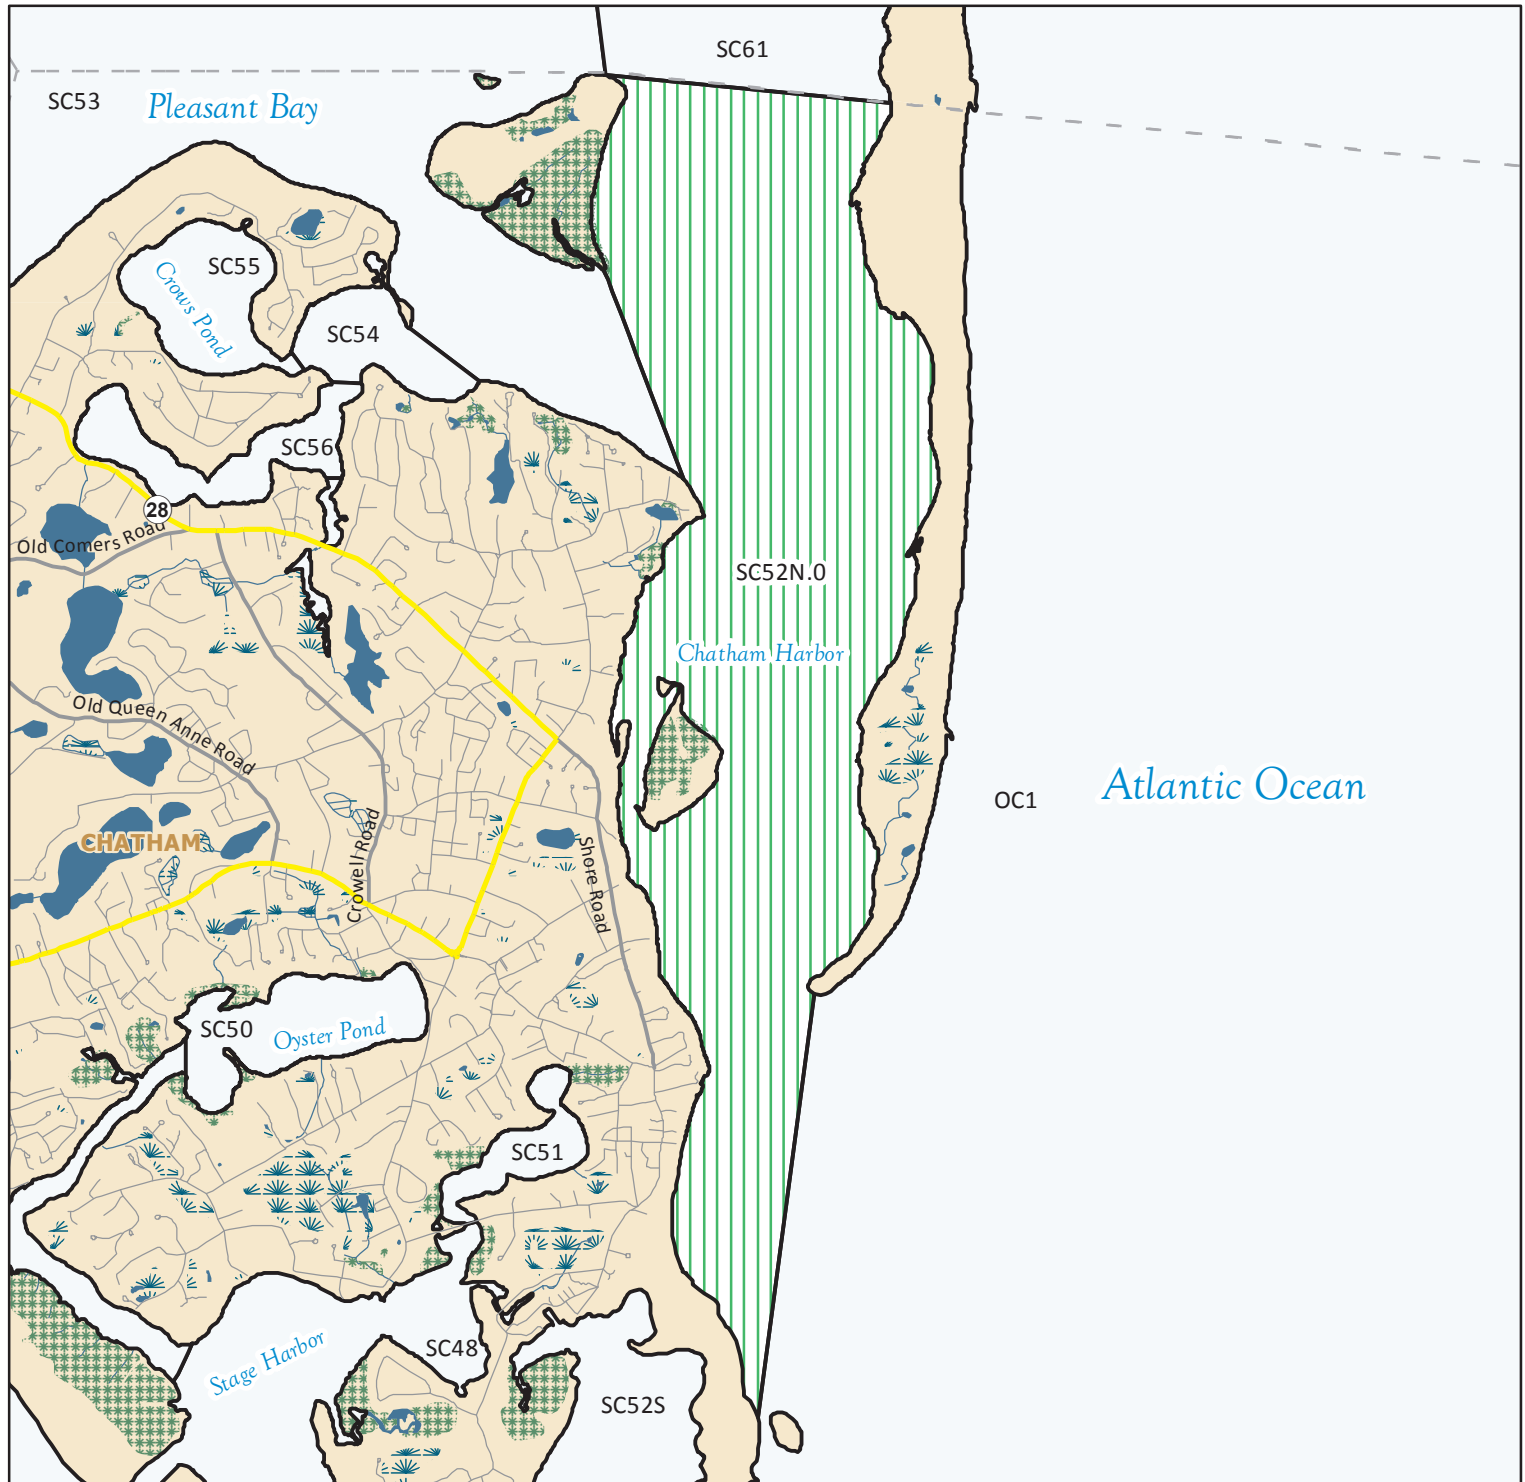 SC61
SC53
Pleasant Bay
SC55
Crows Pond
SC54
SC56
28
Old Comers Road
SC52N.0
Chatham Harbor
Old Queen Anne Road
Atlantic Ocean
OC1
CHATHAM
Crowell Road
Shore Road
SC50
Oyster Pond
SC51
SC48
Stage Harbor
SC52S